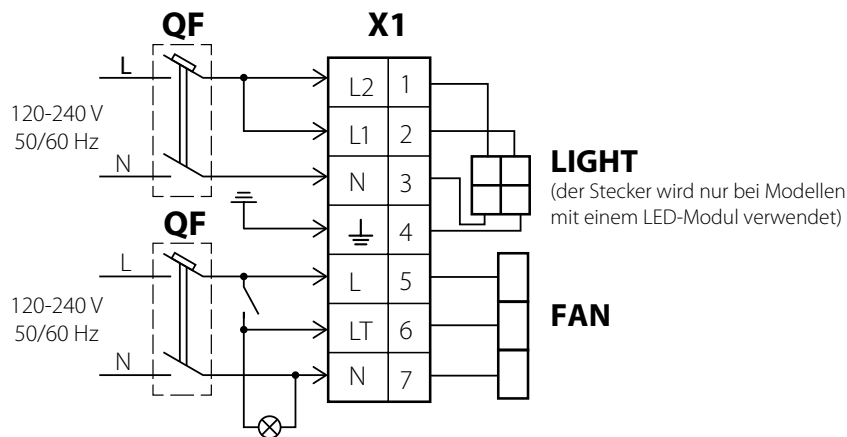 QF
X1
L
120-240 V
50/60 Hz
N
L2 1
L1 2
N 3
4
LIGHT
(der Stecker wird nur bei Modellen
mit einem LED-Modul verwendet)
QF
L
120-240 V
50/60 Hz
N
L 5
LT 6
N 7
FAN